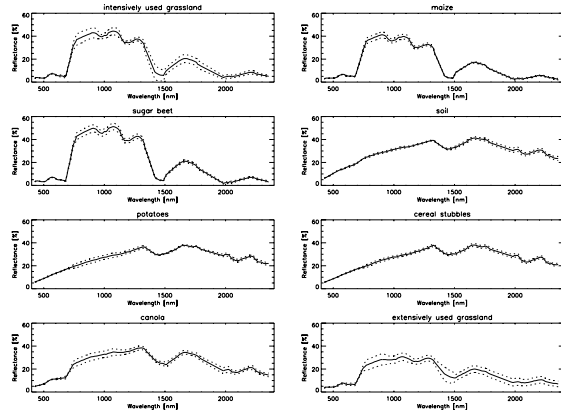 intensively used grassland
Reflectance [%]
60
40
20
0
500 1000 1500 2000
Wavelength [nm]
maize
Reflectance [%]
60
40
20
0
500 1000 1500 2000
Wavelength [nm]
sugar beet
Reflectance [%]
60
40
20
0
500 1000 1500 2000
Wavelength [nm]
soil
Reflectance [%]
60
40
20
0
500 1000 1500 2000
Wavelength [nm]
potatoes
Reflectance [%]
60
40
20
0
500 1000 1500 2000
Wavelength [nm]
cereal stubbles
Reflectance [%]
60
40
20
0
500 1000 1500 2000
Wavelength [nm]
canola
Reflectance [%]
60
40
20
0
500 1000 1500 2000
Wavelength [nm]
extensively used grassland
Reflectance [%]
60
40
20
0
500 1000 1500 2000
Wavelength [nm]